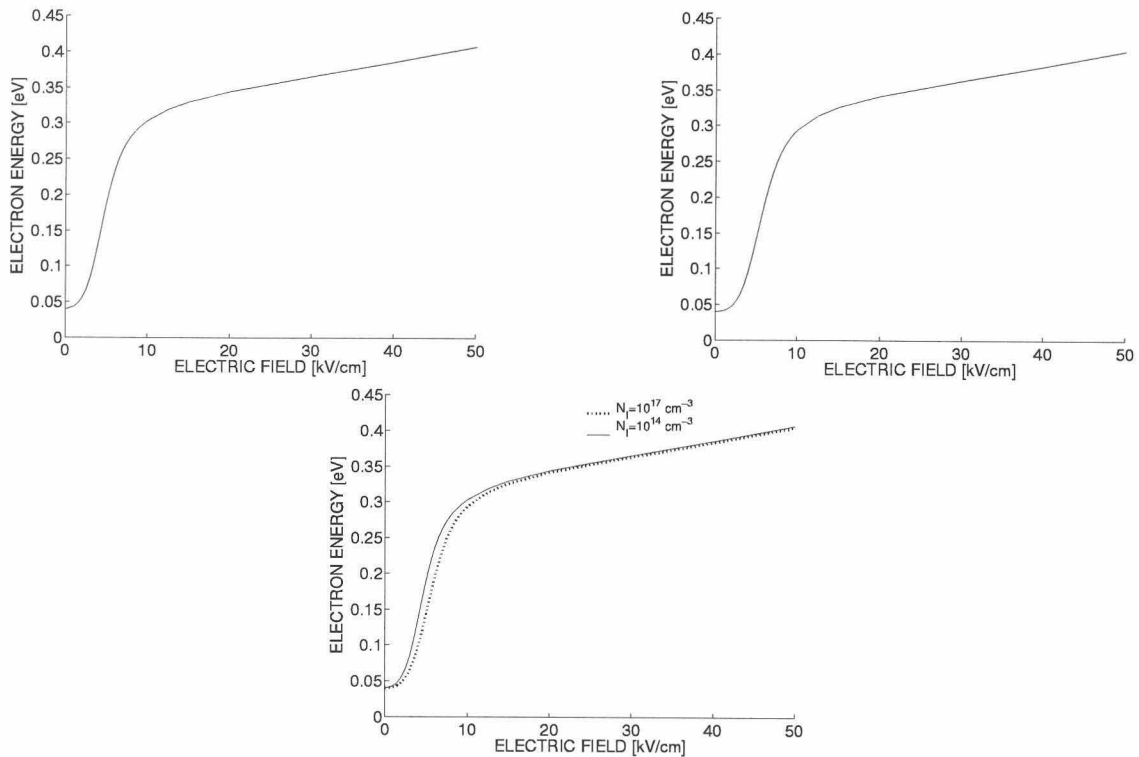 0.45
0.4
0.35
0.3
0.25
0.2
0.15
0.1
0.05
0
ELECTRON ENERGY [eV]
0 10 20 30 40 50
ELECTRIC FIELD [kV/cm]
0.45
0.4
0.35
0.3
0.25
0.2
0.15
0.1
0.05
0
ELECTRON ENERGY [eV]
0 10 20 30 40 50
ELECTRIC FIELD [kV/cm]
0.45
0.4
0.35
0.3
0.25
0.2
0.15
0.1
0.05
0
ELECTRON ENERGY [eV]
N_I=10^17 cm^−3
N_I=10^14 cm^−3
0 10 20 30 40 50
ELECTRIC FIELD [kV/cm]